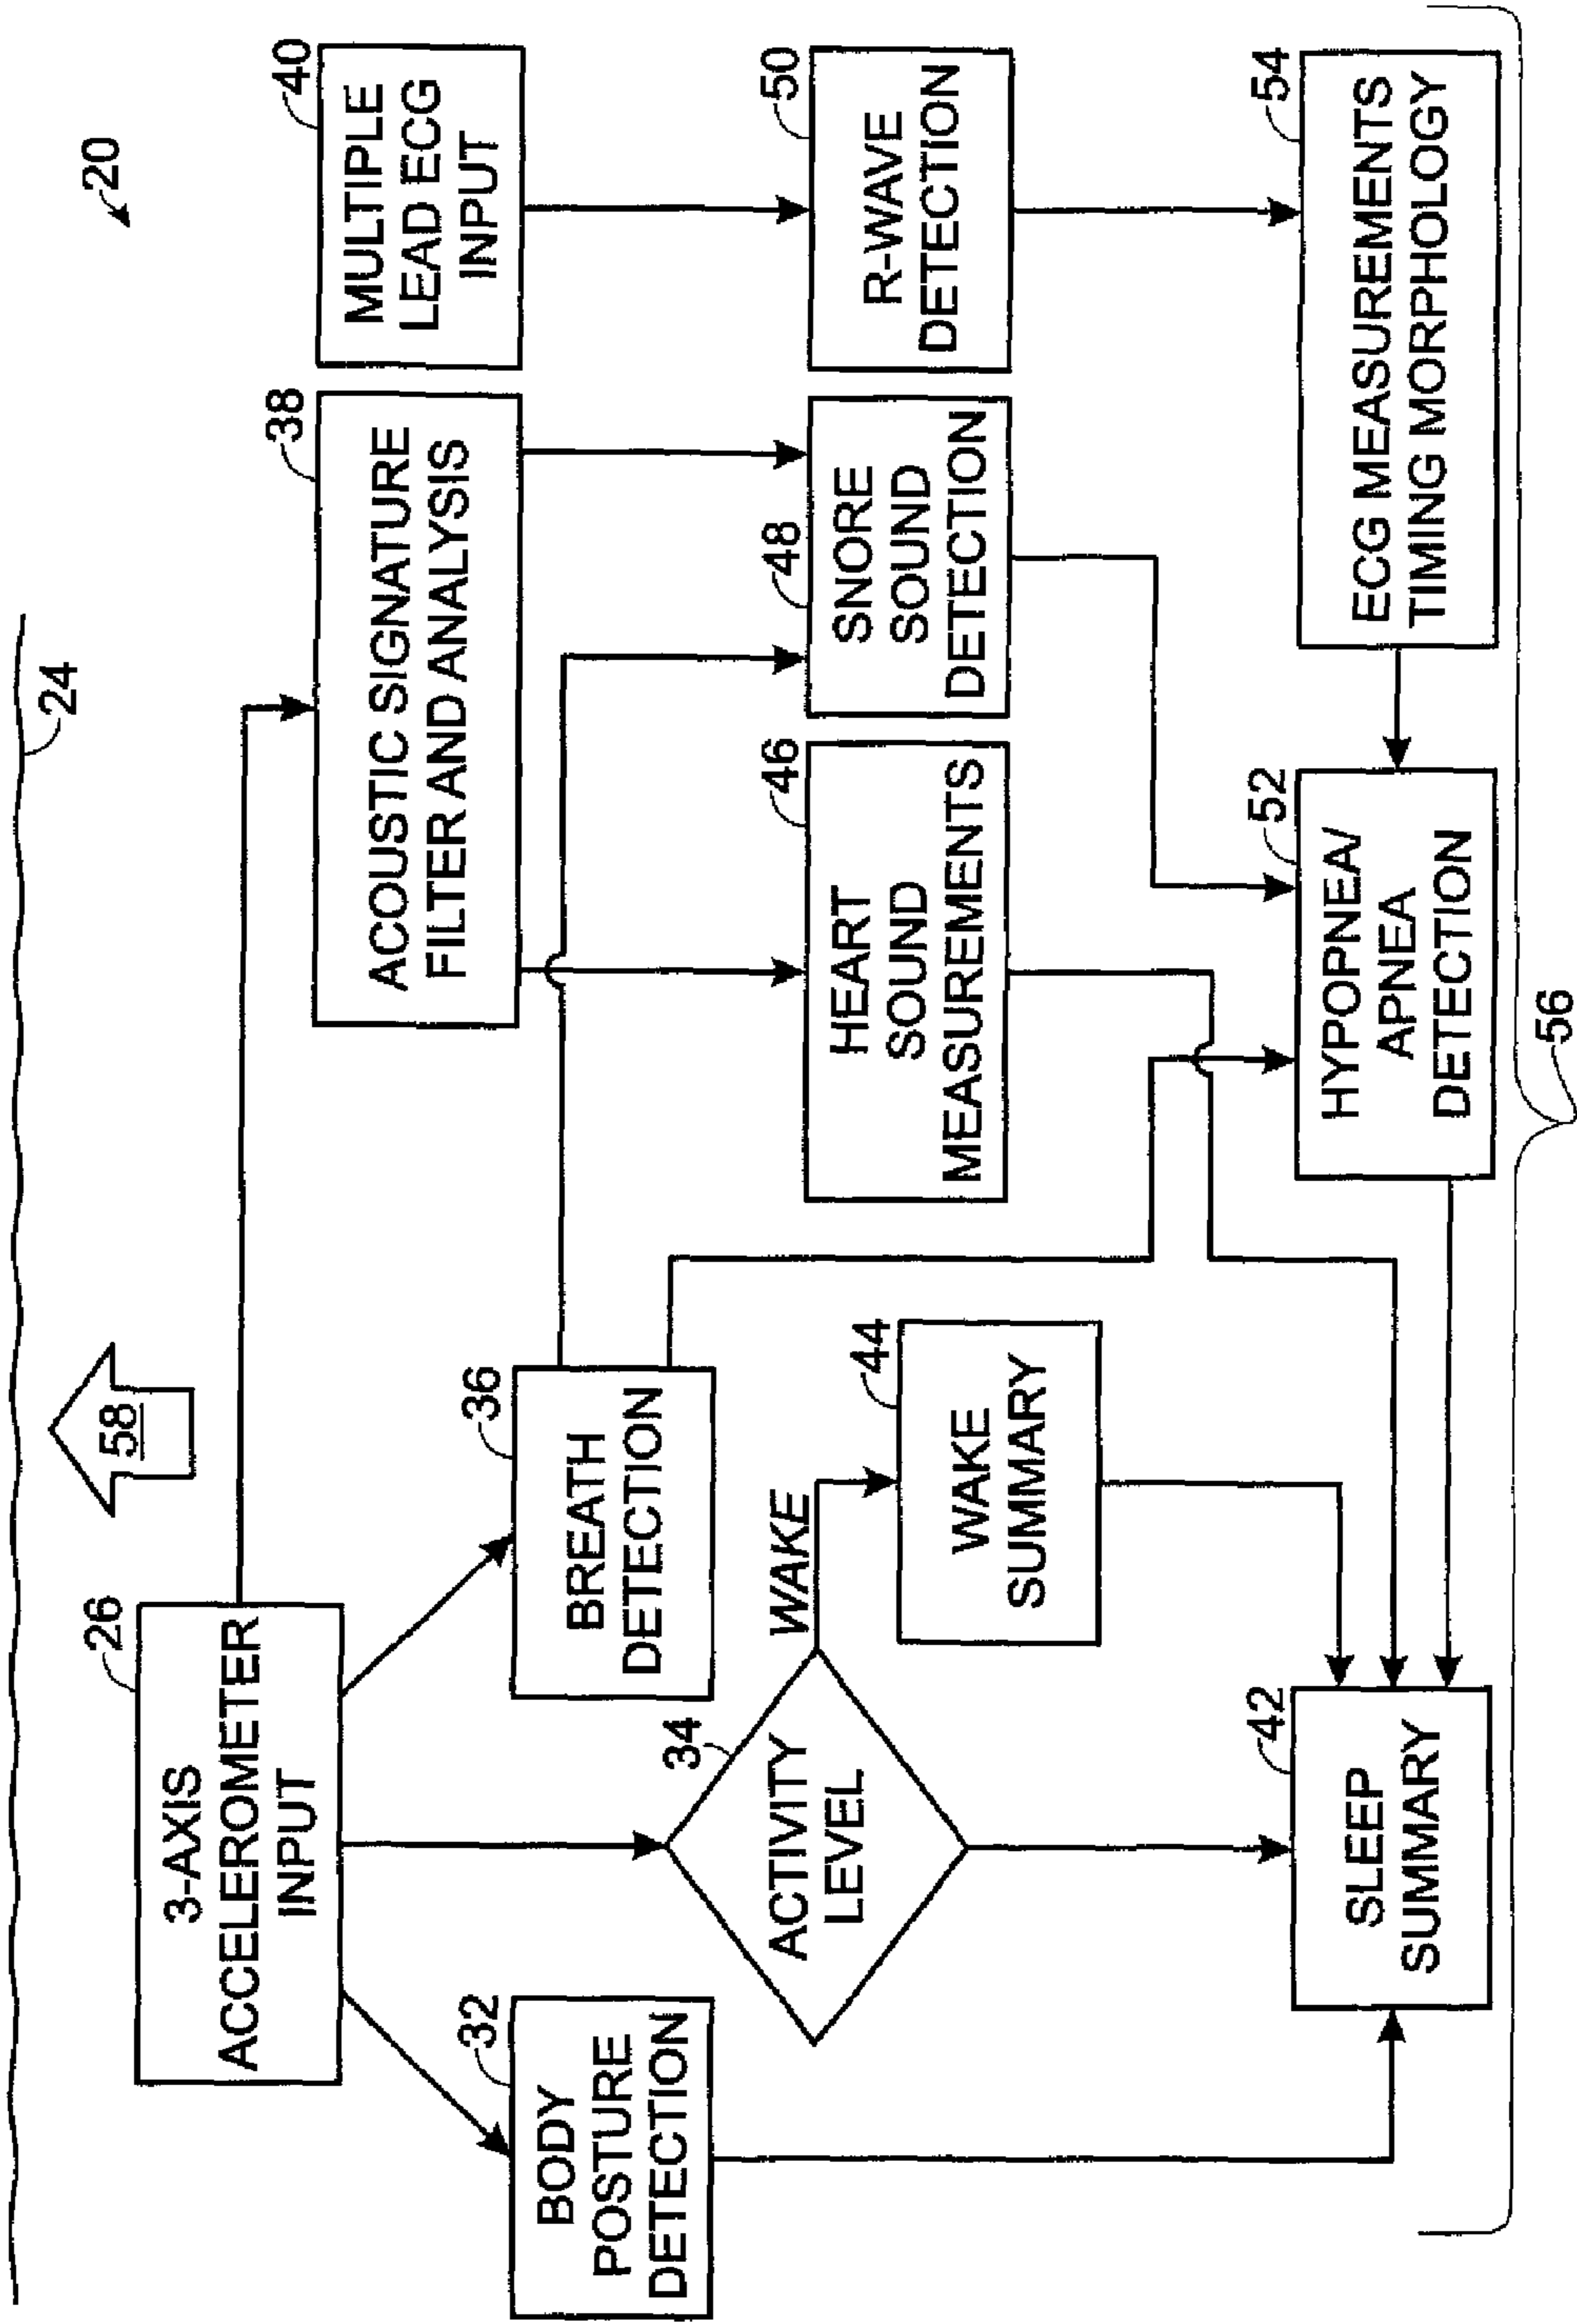 20
24
58
26
3-AXIS
ACCELEROMETER
INPUT
38
ACOUSTIC SIGNATURE
FILTER AND ANALYSIS
40
MULTIPLE
LEAD ECG
INPUT
32
BODY
POSTURE
DETECTION
34
ACTIVITY
LEVEL
WAKE
36
BREATH
DETECTION
44
WAKE
SUMMARY
46
HEART
SOUND
MEASUREMENTS
48
SNORE
SOUND
DETECTION
50
R-WAVE
DETECTION
42
SLEEP
SUMMARY
52
HYPOPNEA/
APNEA
DETECTION
54
ECG MEASUREMENTS
TIMING MORPHOLOGY
56